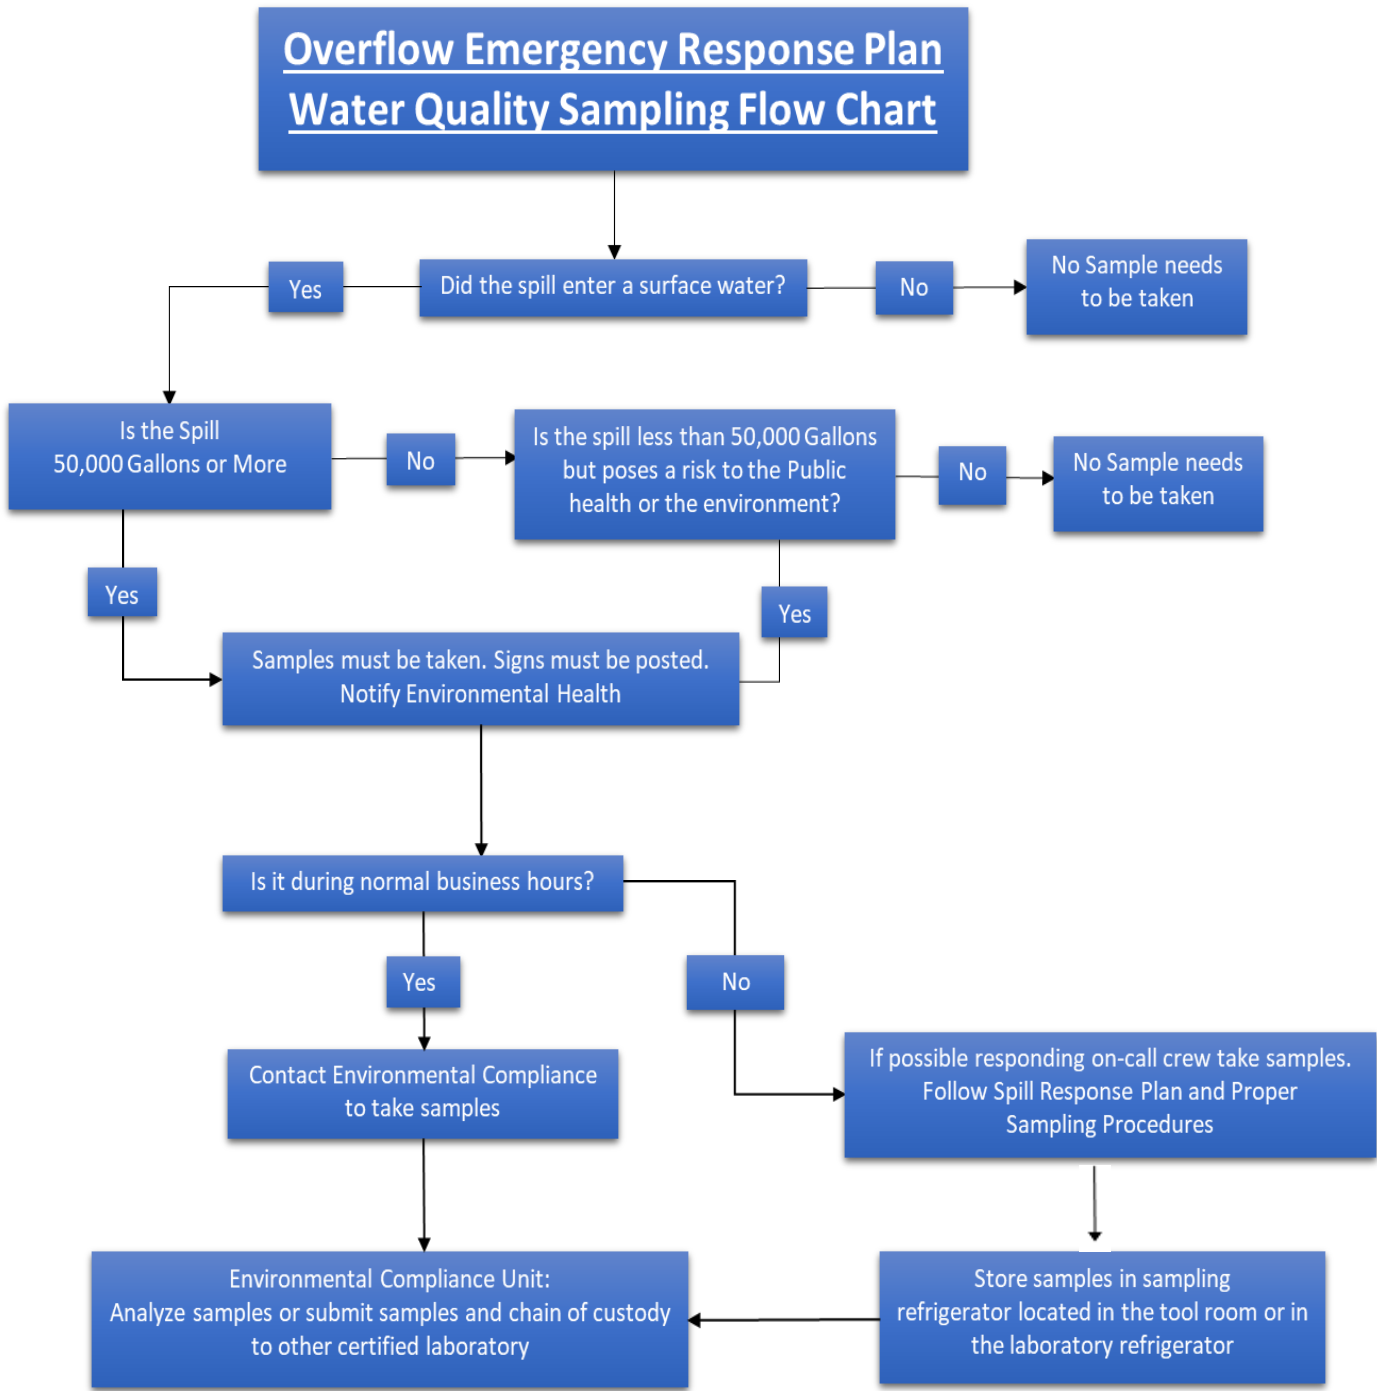 Overflow Emergency Response Plan
Water Quality Sampling Flow Chart
Did the spill enter a surface water?
Yes
No
No Sample needs
to be taken
Is the Spill
50,000 Gallons or More
No
Is the spill less than 50,000 Gallons
but poses a risk to the Public
health or the environment?
No
No Sample needs
to be taken
Yes
Yes
Samples must be taken. Signs must be posted.
Notify Environmental Health
Is it during normal business hours?
Yes
No
Contact Environmental Compliance
to take samples
If possible responding on-call crew take samples.
Follow Spill Response Plan and Proper
Sampling Procedures
Environmental Compliance Unit:
Analyze samples or submit samples and chain of custody
to other certified laboratory
Store samples in sampling
refrigerator located in the tool room or in
the laboratory refrigerator